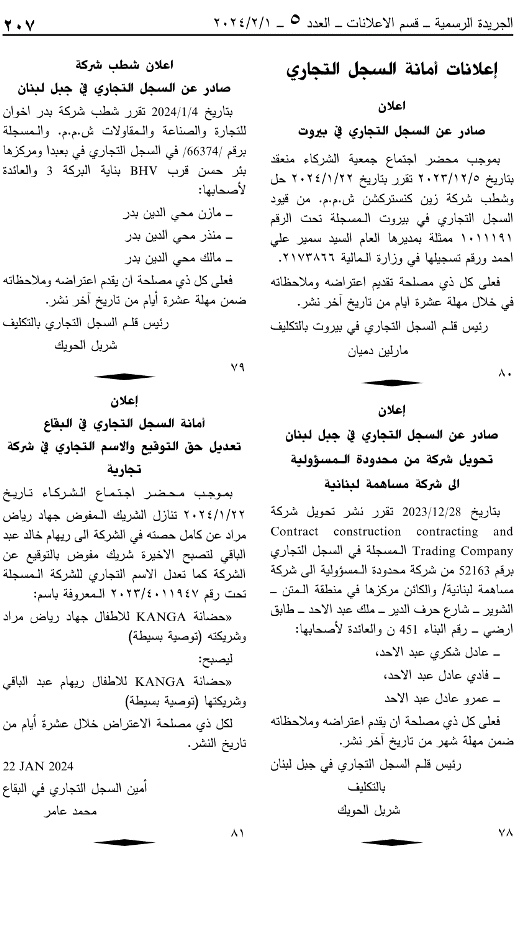 الجريدة الرسمية ــ قسم الاعلانات ــ العدد ٥ ــ ٢٠٢٤/٢/١
٢٠٧
إعلانات أمانة السجل التجاري
اعلان
صادر عن السجل التجاري في بيروت
بموجب محضر اجتماع جمعية الشركاء منعقد
بتاريخ ٢٠٢٣/١٢/٥ تقرر بتاريخ ٢٠٢٤/١/٢٢ حل
وشطب شركة زين كنستركشن ش.م.م. من قيود
السجل التجاري في بيروت المسجلة تحت الرقم
١٠١١١٩١ ممثلة بمديرها العام السيد سمير علي
احمد ورقم تسجيلها في وزارة المالية ٢١٧٣٨٦٦.
فعلى كل ذي مصلحة تقديم اعتراضه وملاحظاته
في خلال مهلة عشرة ايام من تاريخ آخر نشر.
رئيس قلم السجل التجاري في بيروت بالتكليف
مارلين دميان
٨٠
إعلان
صادر عن السجل التجاري في جبل لبنان
تحويل شركة من محدودة المسؤولية
الى شركة مساهمة لبنانية
بتاريخ 2023/12/28 تقرر نشر تحويل شركة
Contract construction contracting and
Trading Company المسجلة في السجل التجاري
برقم 52163 من شركة محدودة المسؤولية الى شركة
مساهمة لبنانية/ والكائن مركزها في منطقة المتن ــ
الشوير ــ شارع حرف الدير ــ ملك عبد الاحد ــ طابق
ارضي ــ رقم البناء 451 ن والعائدة لأصحابها:
ــ عادل شكري عبد الاحد،
ــ فادي عادل عبد الاحد،
ــ عمرو عادل عبد الاحد
فعلى كل ذي مصلحة ان يقدم اعتراضه وملاحظاته
ضمن مهلة شهر من تاريخ آخر نشر.
رئيس قلم السجل التجاري في جبل لبنان
بالتكليف
شربل الحويك
٧٨
اعلان شطب شركة
صادر عن السجل التجاري في جبل لبنان
بتاريخ 2024/1/4 تقرر شطب شركة بدر اخوان
للتجارة والصناعة والمقاولات ش.م.م. والمسجلة
برقم /66374/ في السجل التجاري في بعبدا ومركزها
بئر حسن قرب BHV بناية البركة 3 والعائدة
لأصحابها:
ــ مازن محي الدين بدر
ــ منذر محي الدين بدر
ــ مالك محي الدين بدر
فعلى كل ذي مصلحة ان يقدم اعتراضه وملاحظاته
ضمن مهلة عشرة أيام من تاريخ آخر نشر.
رئيس قلم السجل التجاري بالتكليف
شربل الحويك
٧٩
إعلان
أمانة السجل التجاري في البقاع
تعديل حق التوقيع والاسم التجاري في شركة
تجارية
بموجب محضر اجتماع الشركاء تاريخ
٢٠٢٤/١/٢٢ تنازل الشريك المفوض جهاد رياض
مراد عن كامل حصته في الشركة الى ريهام خالد عبد
الباقي لتصبح الاخيرة شريك مفوض بالتوقيع عن
الشركة كما تعدل الاسم التجاري للشركة المسجلة
تحت رقم ٢٠٢٣/٤٠١١٩٤٧ المعروفة باسم:
«حضانة KANGA للاطفال جهاد رياض مراد
وشريكته (توصية بسيطة)
ليصبح:
«حضانة KANGA للاطفال ريهام عبد الباقي
وشريكتها (توصية بسيطة)
لكل ذي مصلحة الاعتراض خلال عشرة أيام من
تاريخ النشر.
22 JAN 2024
أمين السجل التجاري في البقاع
محمد عامر
٨١